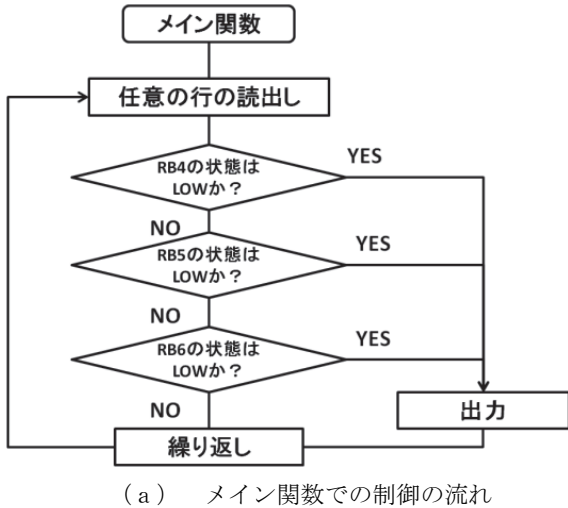 メイン関数
任意の行の読出し
RB4の状態は
LOWか?
YES
NO
RB5の状態は
LOWか?
YES
NO
RB6の状態は
LOWか?
YES
NO
出力
繰り返し
(a) メイン関数での制御の流れ